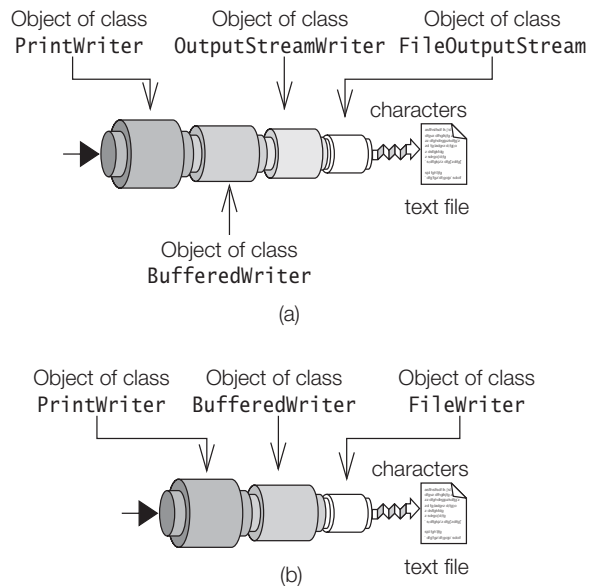 Object of class Object of class Object of class
PrintWriter OutputStreamWriter FileOutputStream
characters
text file
Object of class
BufferedWriter
(a)
Object of class Object of class Object of class
PrintWriter BufferedWriter FileWriter
characters
text file
(b)